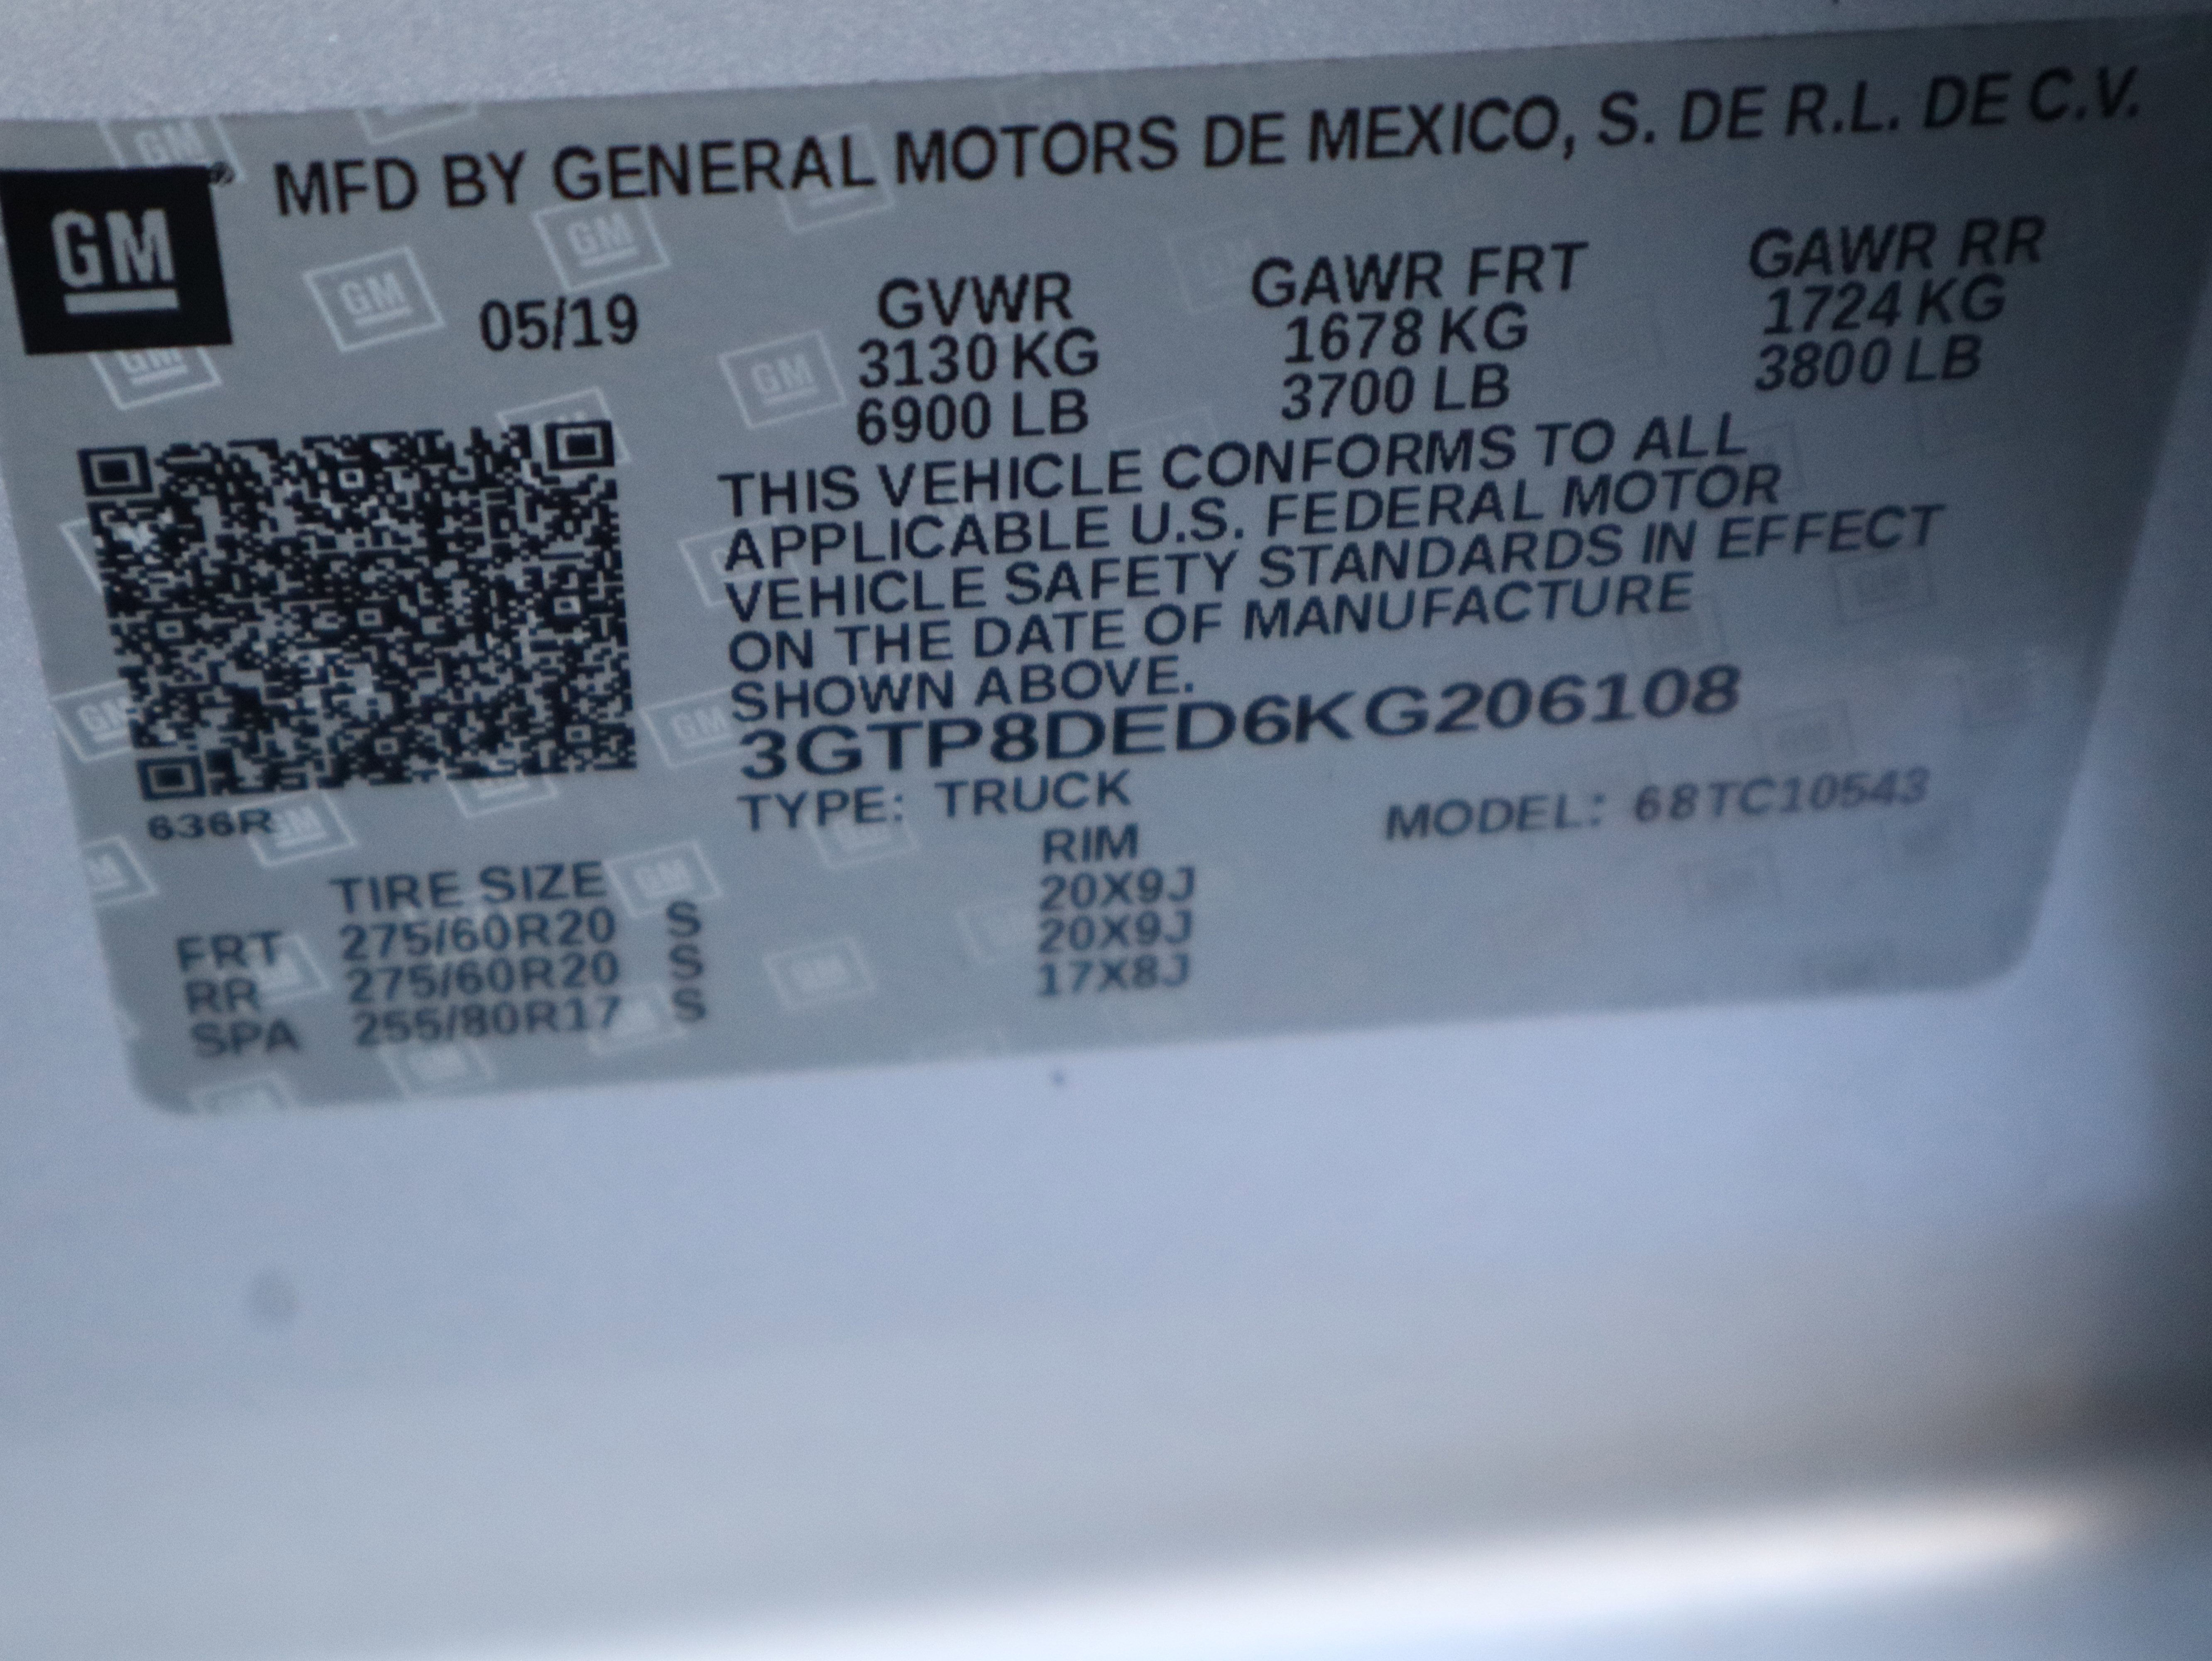 GM
MFD BY GENERAL MOTORS DE MEXICO, S. DE R.L. DE C.V.
05/19
GVWR GAWR FRT GAWR RR
3130 KG 1678 KG 1724 KG
6900 LB 3700 LB 3800 LB
THIS VEHICLE CONFORMS TO ALL
APPLICABLE U.S. FEDERAL MOTOR
VEHICLE SAFETY STANDARDS IN EFFECT
ON THE DATE OF MANUFACTURE
SHOWN ABOVE.
3GTP8DED6KG206108
TYPE: TRUCK MODEL: 68TC10543
636R
TIRE SIZE RIM
FRT 275/60R20 S 20X9J
RR 275/60R20 S 20X9J
SPA 255/80R17 S 17X8J